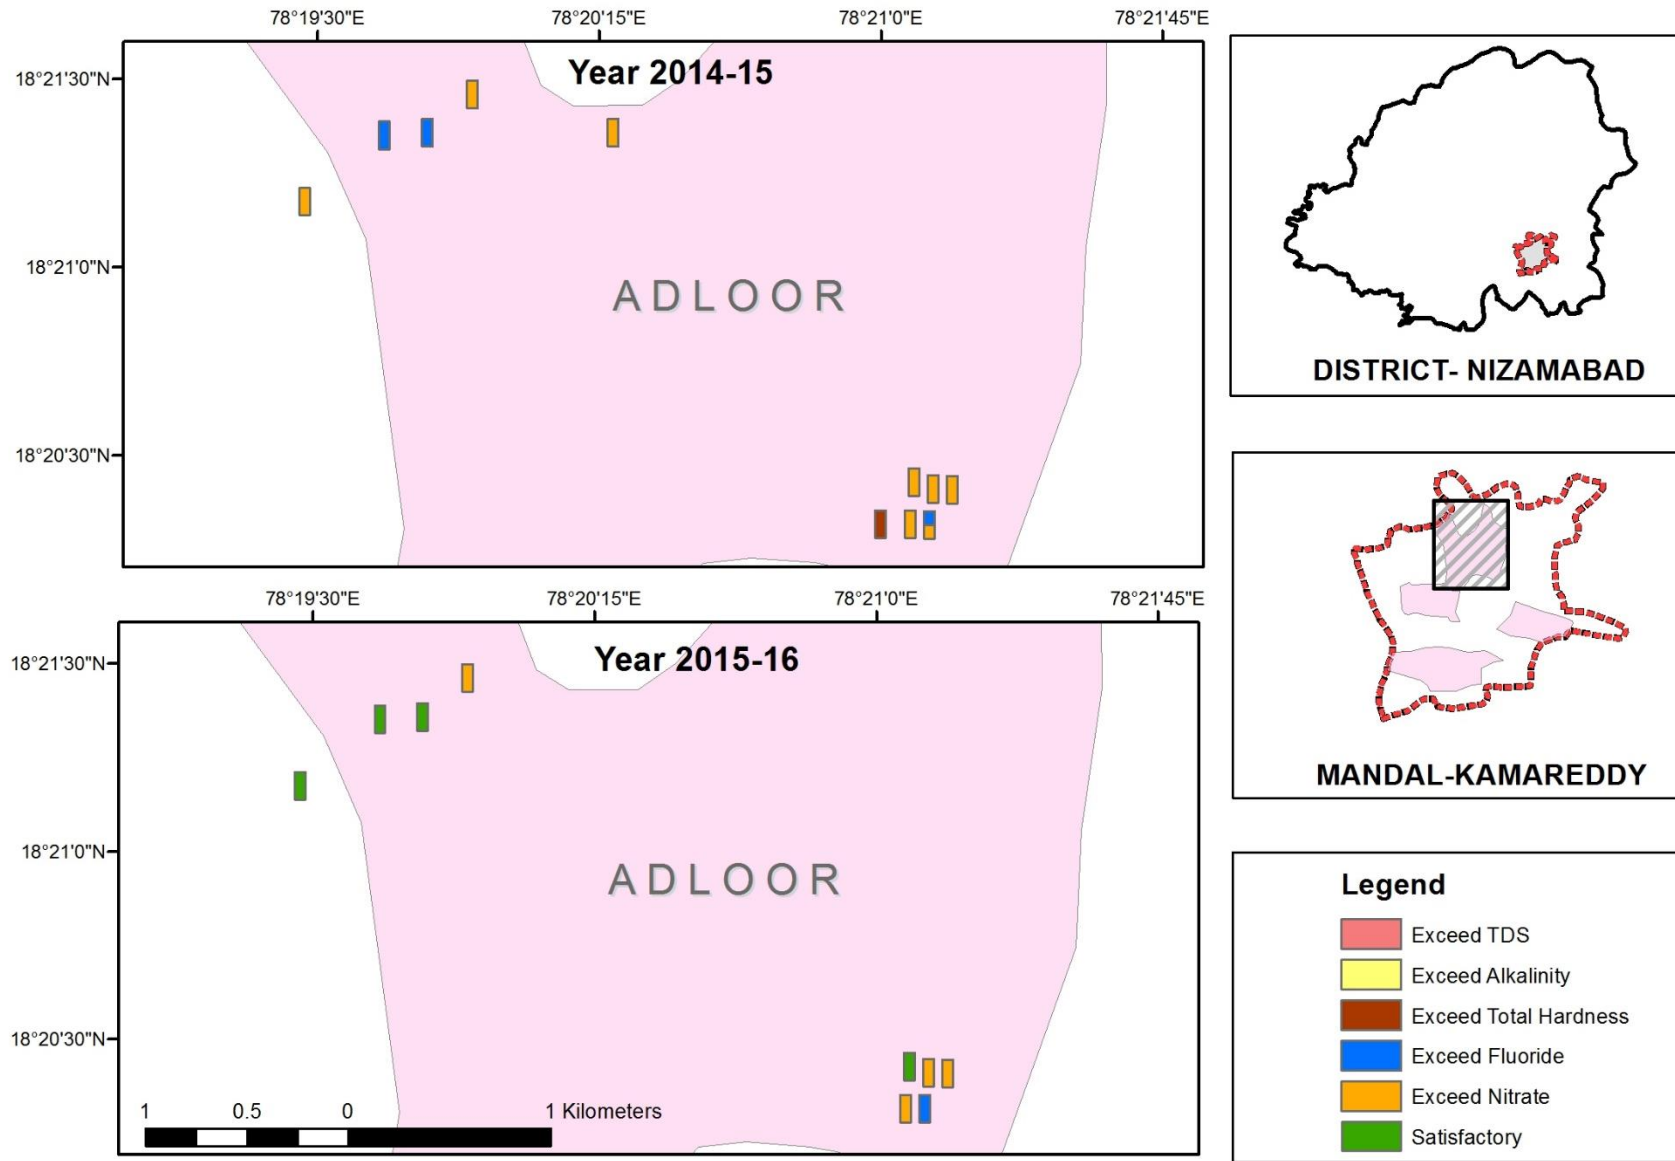 78°19'30"E 78°20'15"E 78°21'0"E 78°21'45"E
Year 2014-15
18°21'30"N
18°21'0"N
ADLOOR
18°20'30"N
78°19'30"E 78°20'15"E 78°21'0"E 78°21'45"E
Year 2015-16
18°21'30"N
18°21'0"N
ADLOOR
18°20'30"N
1 0.5 0 1 Kilometers
DISTRICT- NIZAMABAD
MANDAL-KAMAREDDY
Legend
Exceed TDS
Exceed Alkalinity
Exceed Total Hardness
Exceed Fluoride
Exceed Nitrate
Satisfactory